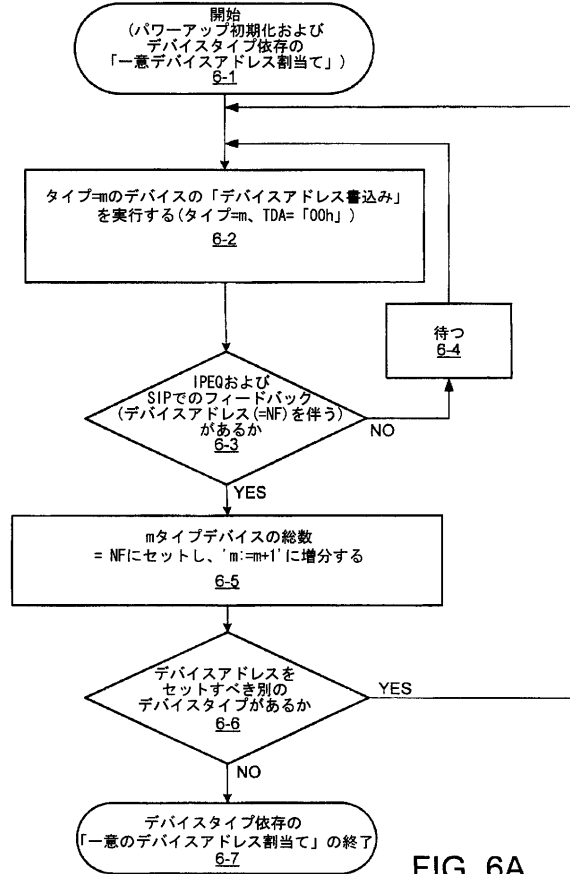 開始
(パワーアップ初期化および
デバイスタイプ依存の
「一意デバイスアドレス割当て」)
6-1
タイプ=mのデバイスの「デバイスアドレス書込み」
を実行する(タイプ=m、TDA=「00h」)
6-2
待つ
6-4
IPEQおよび
SIPでのフィードバック
(デバイスアドレス(=NF)を伴う)
があるか
6-3
NO
YES
mタイプデバイスの総数
= NFにセットし、'm:=m+1'に増分する
6-5
デバイスアドレスを
セットすべき別の
デバイスタイプがあるか
6-6
YES
NO
デバイスタイプ依存の
「一意のデバイスアドレス割当て」の終了
6-7
FIG. 6A